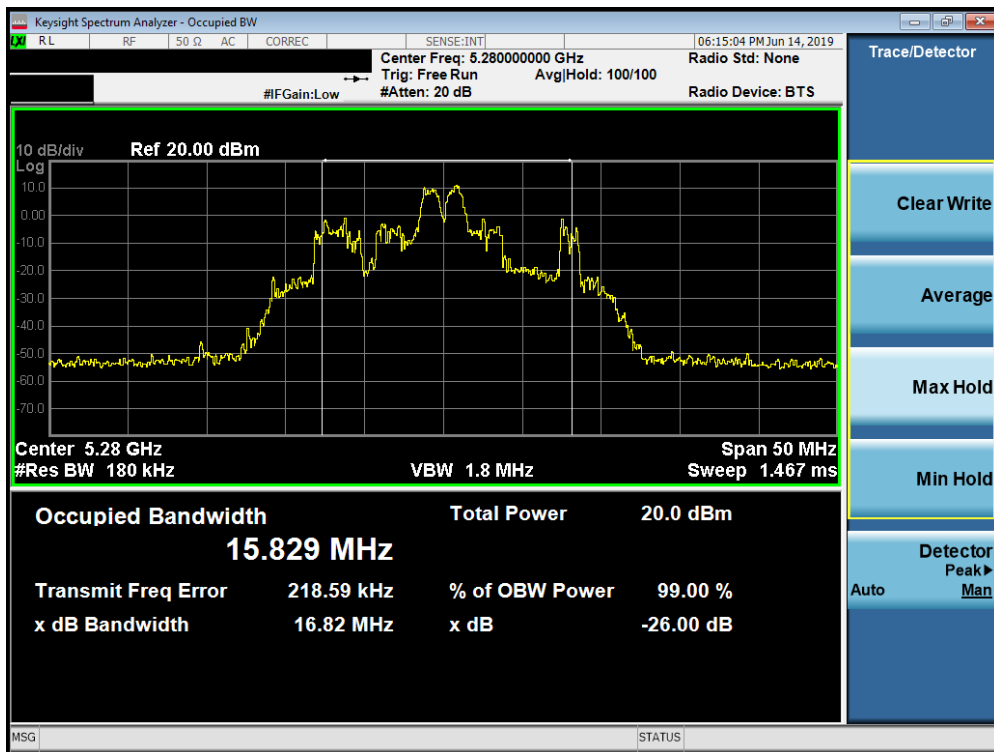 Keysight Spectrum Analyzer - Occupied BW
LXI RL RF 50 Ω AC CORREC SENSE:INT 06:15:04 PM Jun 14, 2019
Center Freq: 5.280000000 GHz Radio Std: None
Trig: Free Run Avg|Hold: 100/100
#IFGain:Low #Atten: 20 dB Radio Device: BTS
10 dB/div Ref 20.00 dBm
Log
10.0
0.00
-10.0
-20.0
-30.0
-40.0
-50.0
-60.0
-70.0
Center 5.28 GHz Span 50 MHz
#Res BW 180 kHz VBW 1.8 MHz Sweep 1.467 ms
Occupied Bandwidth Total Power 20.0 dBm
15.829 MHz
Transmit Freq Error 218.59 kHz % of OBW Power 99.00 %
x dB Bandwidth 16.82 MHz x dB -26.00 dB
Trace/Detector
Clear Write
Average
Max Hold
Min Hold
Detector
Peak▶
Auto Man
MSG STATUS